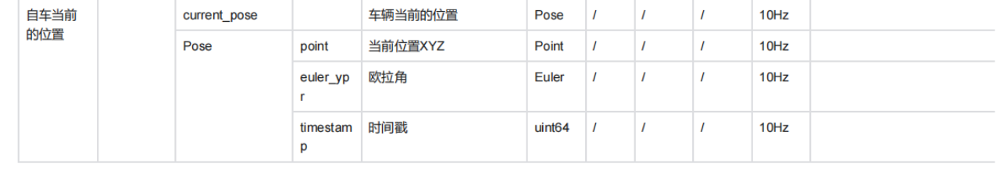 自车当前的位置 current_pose 车辆当前的位置 Pose / / / 10Hz
Pose point 当前位置XYZ Point / / / 10Hz
euler_ypr 欧拉角 Euler / / / 10Hz
timestamp 时间戳 uint64 / / / 10Hz